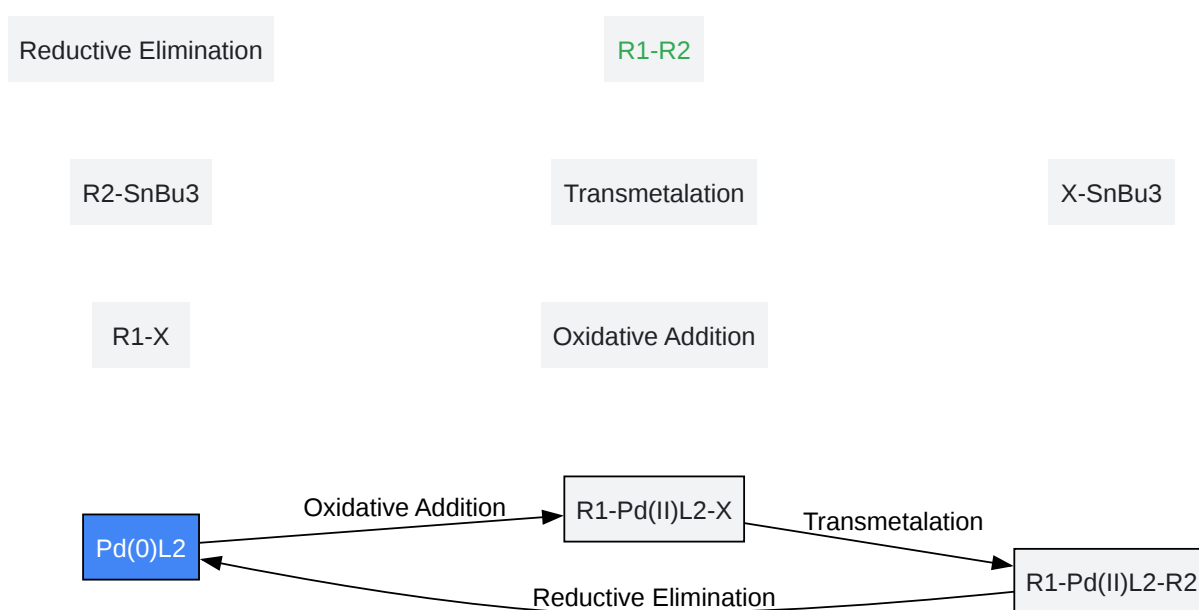 Reductive Elimination
R1-R2
R2-SnBu3
Transmetalation
X-SnBu3
R1-X
Oxidative Addition
Oxidative Addition
R1-Pd(II)L2-X
Transmetalation
Pd(0)L2
R1-Pd(II)L2-R2
Reductive Elimination